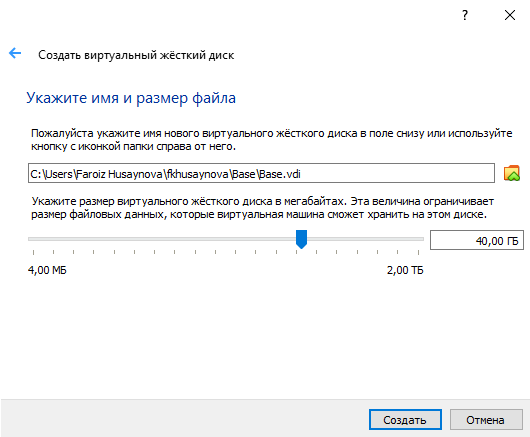 ?
Создать виртуальный жёсткий диск
Укажите имя и размер файла
Пожалуйста укажите имя нового виртуального жёсткого диска в поле снизу или используйте
кнопку с иконкой папки справа от него.
C:\Users\Faroiz Husaynova\fkhusaynova\Base\Base.vdi
Укажите размер виртуального жёсткого диска в мегабайтах. Эта величина ограничивает
размер файловых данных, которые виртуальная машина сможет хранить на этом диске.
40,00 ГБ
4,00 МБ 2,00 ТБ
Создать Отмена